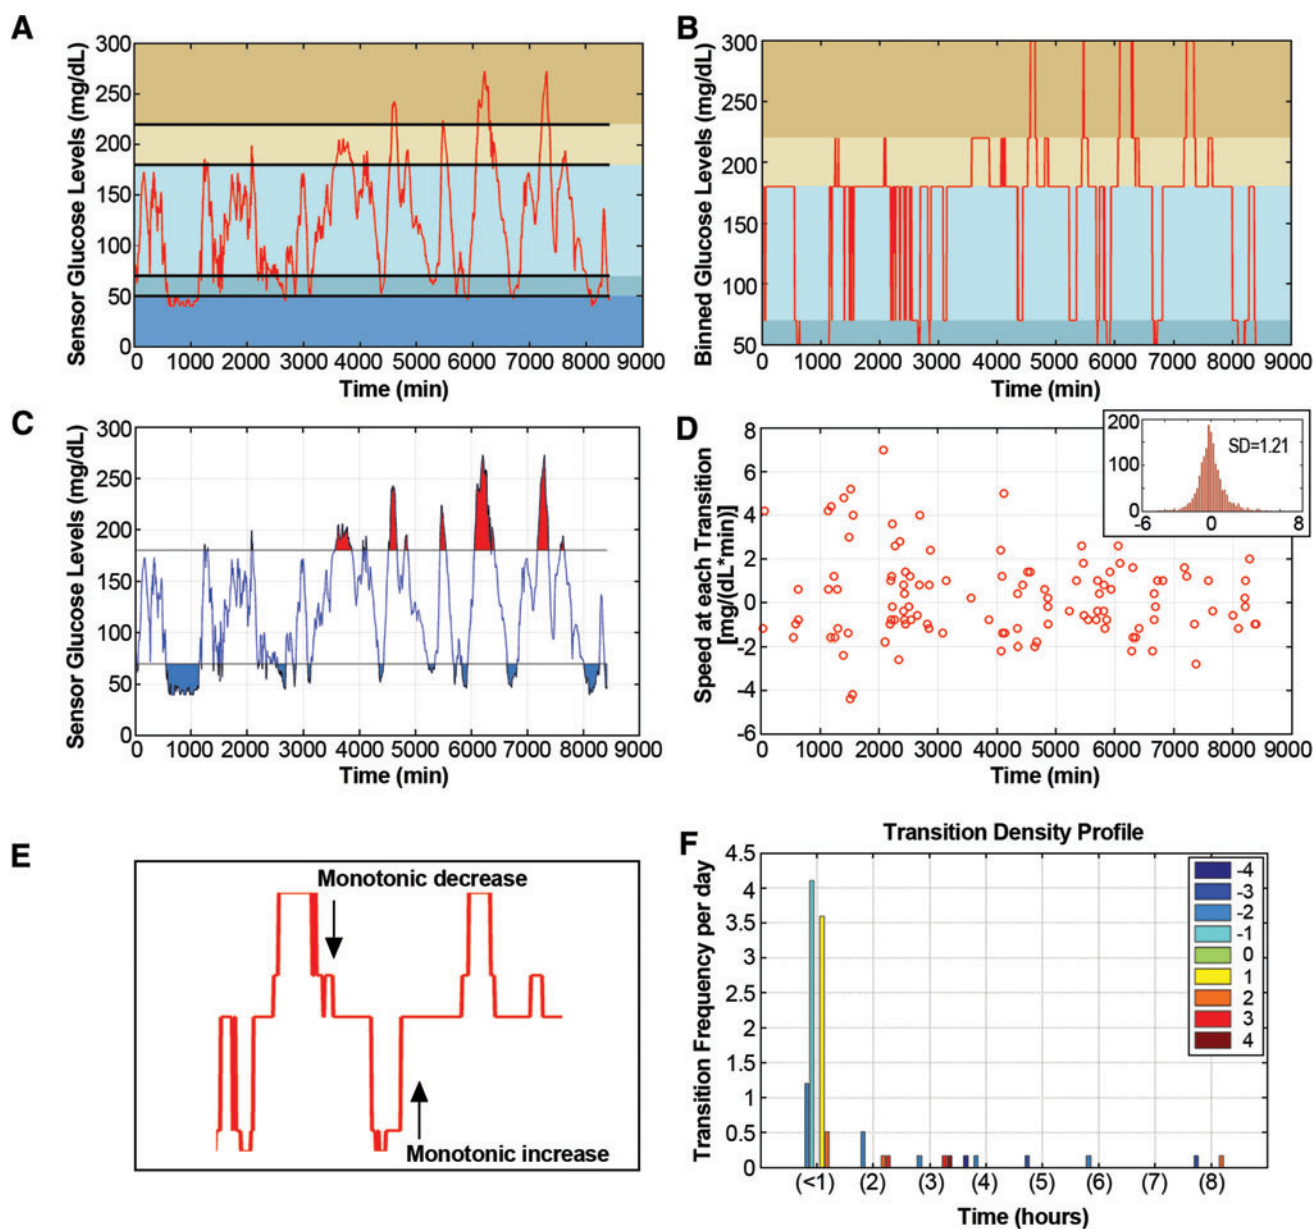 A
Sensor Glucose Levels (mg/dL)
300
250
200
150
100
50
0
0 1000 2000 3000 4000 5000 6000 7000 8000 9000
Time (min)
B
Binned Glucose Levels (mg/dL)
300
250
200
150
100
50
0 1000 2000 3000 4000 5000 6000 7000 8000 9000
Time (min)
C
Sensor Glucose Levels (mg/dL)
300
250
200
150
100
50
0
0 1000 2000 3000 4000 5000 6000 7000 8000 9000
Time (min)
D
Speed at each Transition
[mg/(dL*min)]
8
6
4
2
0
-2
-4
-6
0 1000 2000 3000 4000 5000 6000 7000 8000 9000
Time (min)
200
100
0
-6 0 8
SD=1.21
E
Monotonic decrease
Monotonic increase
F
Transition Density Profile
Transition Frequency per day
4.5
4
3.5
3
2.5
2
1.5
1
0.5
0
(<1) (2) (3) (4) (5) (6) (7) (8)
Time (hours)
-4
-3
-2
-1
0
1
2
3
4